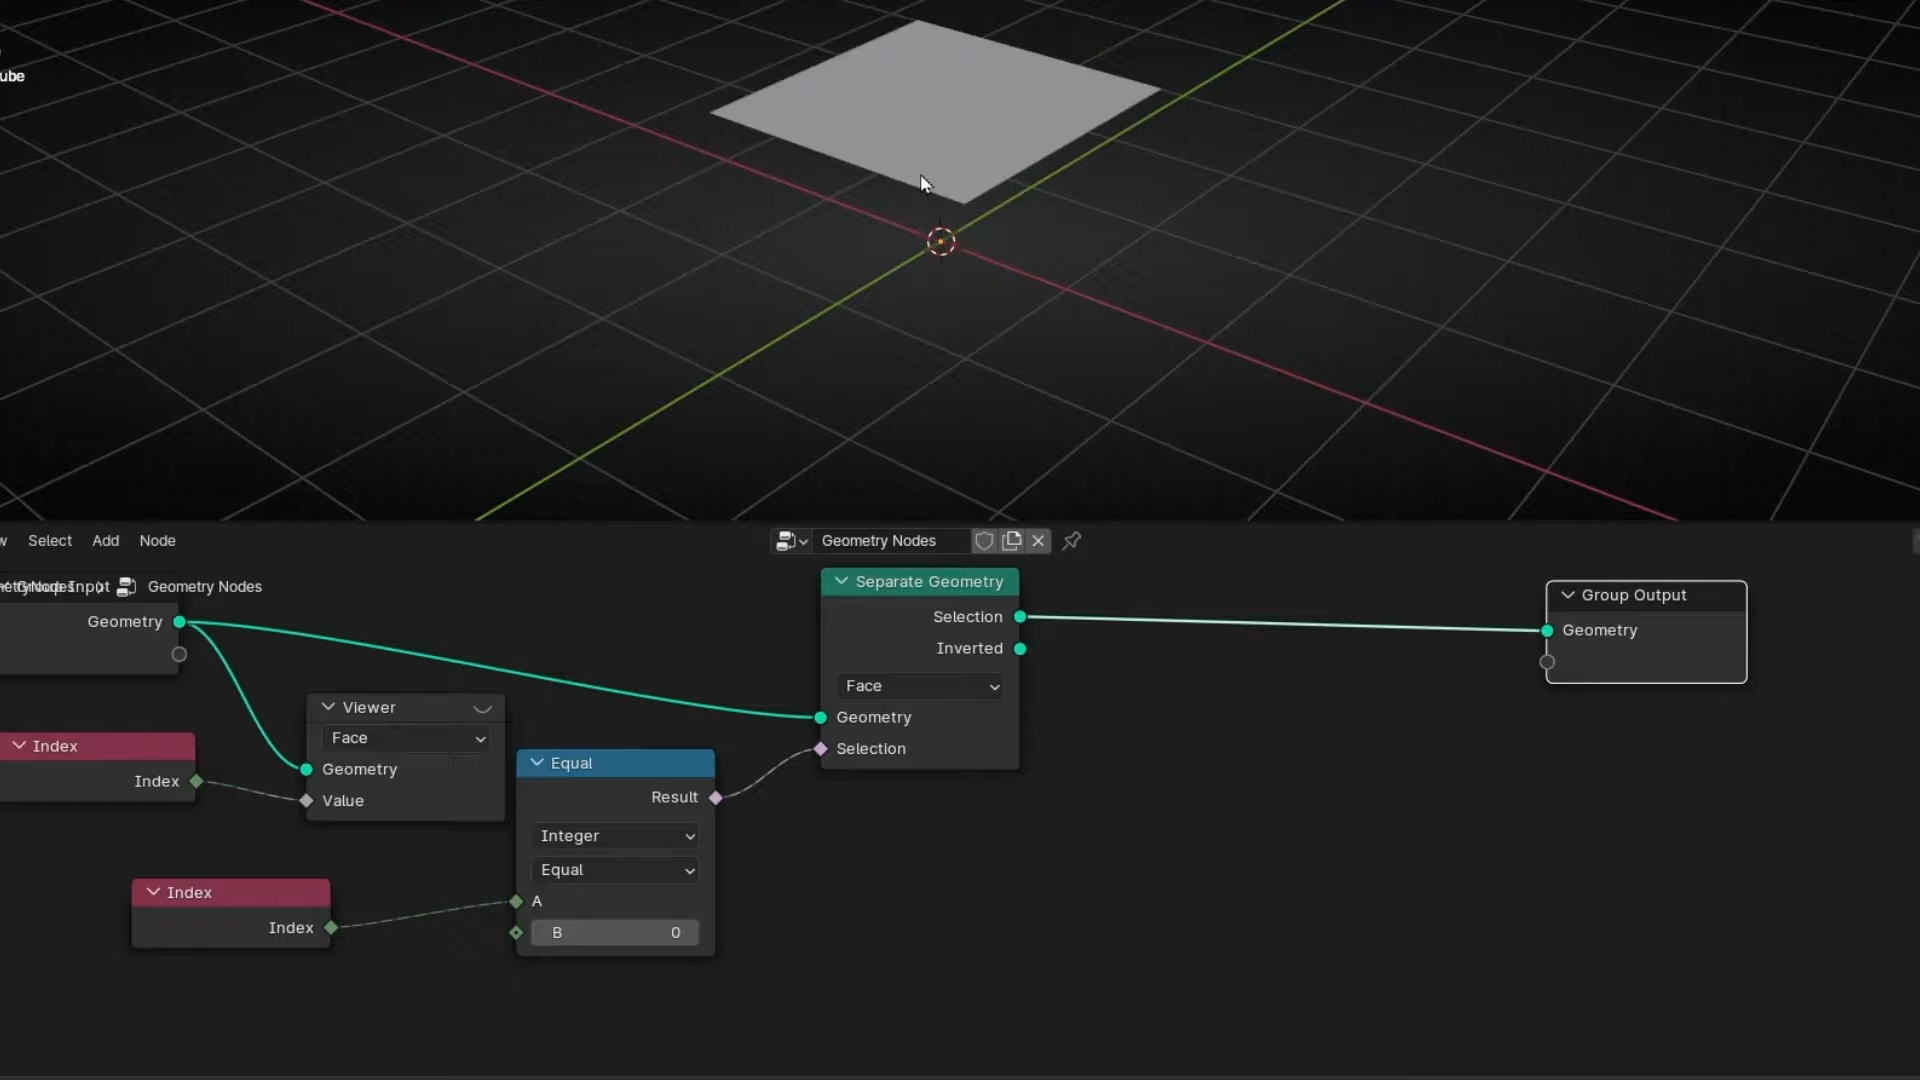 ube
Select Add Node
Geometry Nodes
Geometry Nodes
Geometry
Separate Geometry
Selection
Inverted
Face
Geometry
Selection
Group Output
Geometry
Viewer
Face
Geometry
Value
Index
Index
Equal
Result
Integer
Equal
A
B 0
Index
Index